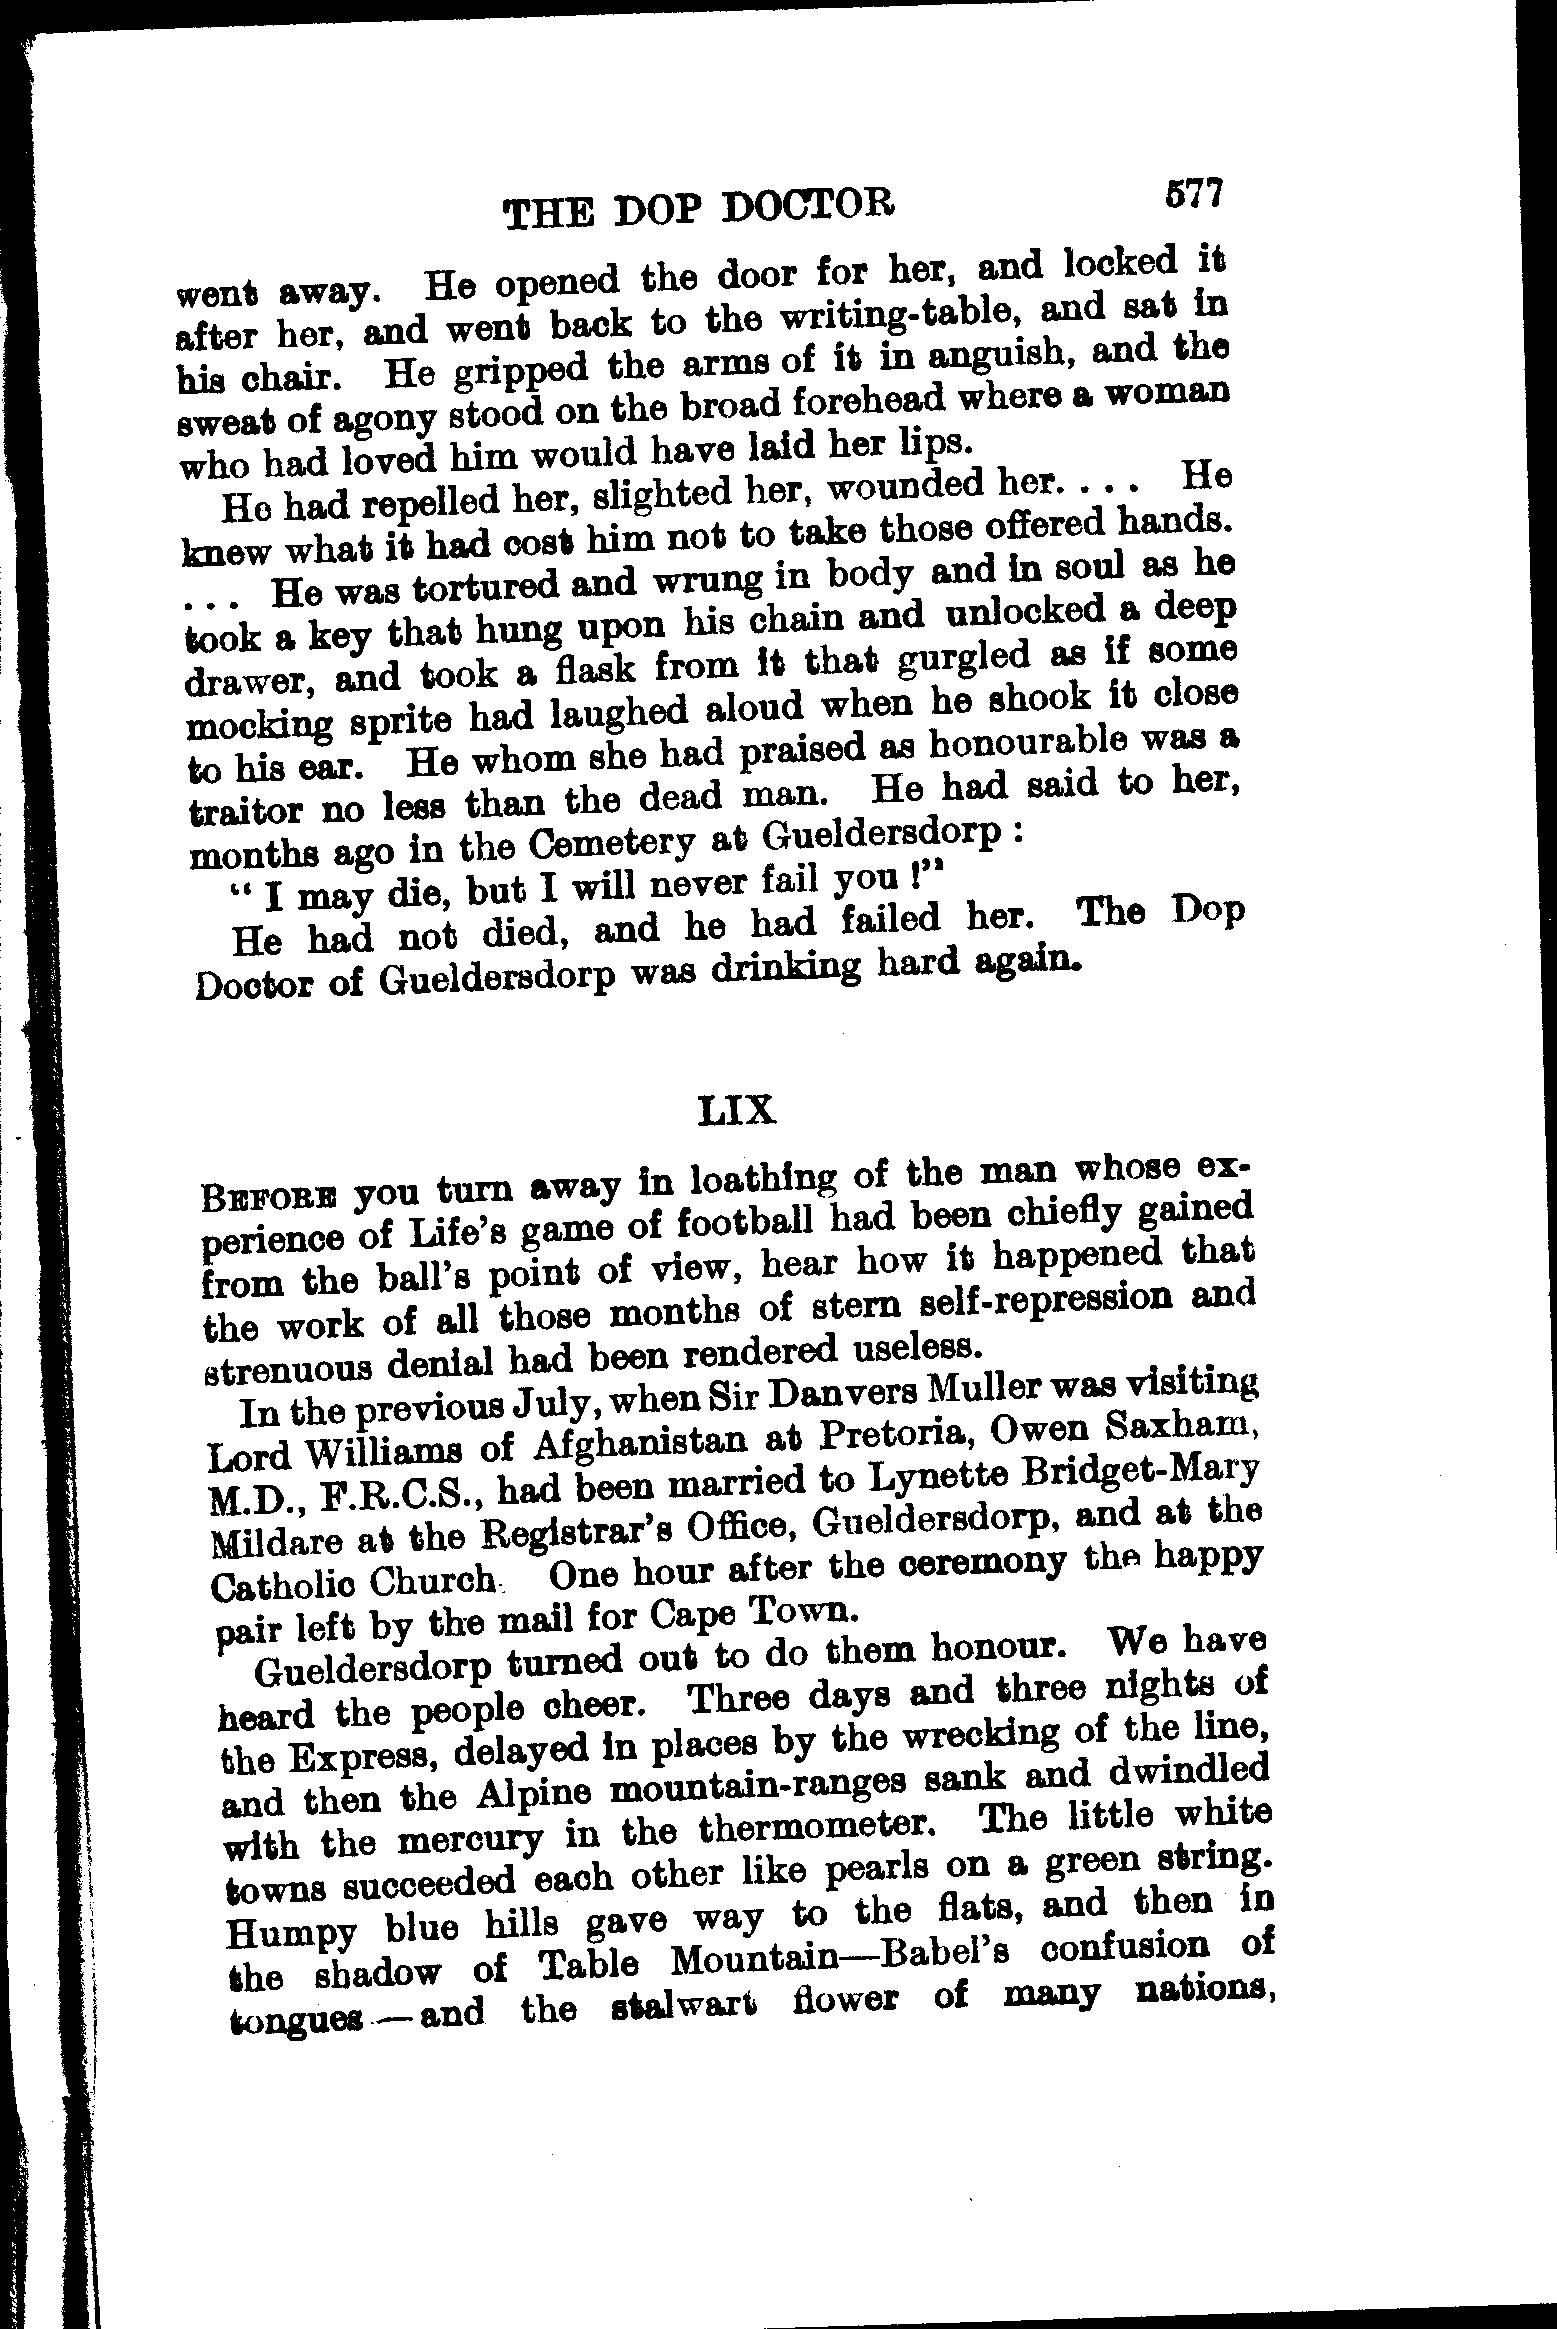 THE DOP DOCTOR 577
went away. He opened the door for her, and locked it
after her, and went back to the writing-table, and sat in
his chair. He gripped the arms of it in anguish, and the
sweat of agony stood on the broad forehead where a woman
who had loved him would have laid her lips.
He had repelled her, slighted her, wounded her. . . . He
knew what it had cost him not to take those offered hands.
. . . He was tortured and wrung in body and in soul as he
took a key that hung upon his chain and unlocked a deep
drawer, and took a flask from it that gurgled as if some
mocking sprite had laughed aloud when he shook it close
to his ear. He whom she had praised as honourable was a
traitor no less than the dead man. He had said to her,
months ago in the Cemetery at Gueldersdorp :
“ I may die, but I will never fail you !”
He had not died, and he had failed her. The Dop
Doctor of Gueldersdorp was drinking hard again.
LIX
BEFORE you turn away in loathing of the man whose ex-
perience of Life’s game of football had been chiefly gained
from the ball’s point of view, hear how it happened that
the work of all those months of stern self-repression and
strenuous denial had been rendered useless.
In the previous July, when Sir Danvers Muller was visiting
Lord Williams of Afghanistan at Pretoria, Owen Saxham,
M.D., F.R.C.S., had been married to Lynette Bridget-Mary
Mildare at the Registrar’s Office, Gueldersdorp, and at the
Catholic Church. One hour after the ceremony the happy
pair left by the mail for Cape Town.
Gueldersdorp turned out to do them honour. We have
heard the people cheer. Three days and three nights of
the Express, delayed in places by the wrecking of the line,
and then the Alpine mountain-ranges sank and dwindled
with the mercury in the thermometer. The little white
towns succeeded each other like pearls on a green string.
Humpy blue hills gave way to the flats, and then in
the shadow of Table Mountain—Babel’s confusion of
tongues—and the stalwart flower of many nations,